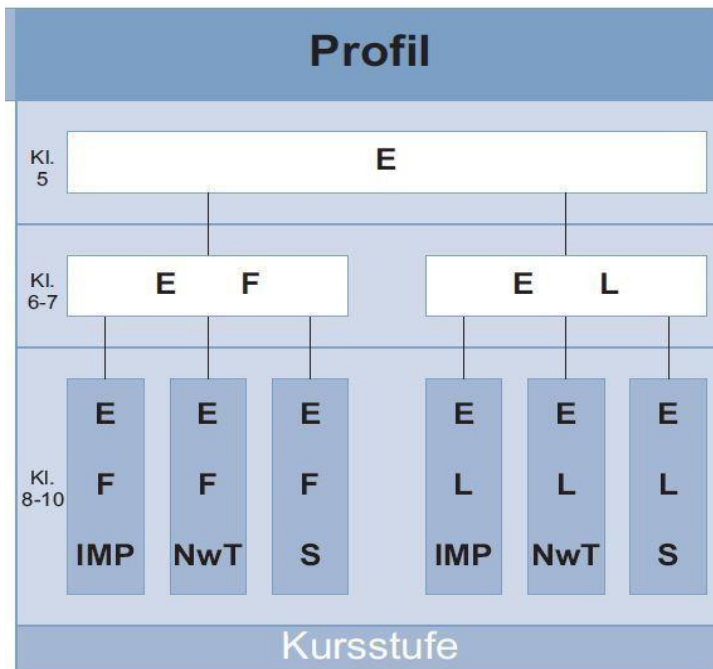 Profil
Kl.
5
E
Kl.
6-7
E F
E L
Kl.
8-10
E E E E E E
F F F L L L
IMP NwT S IMP NwT S
Kursstufe